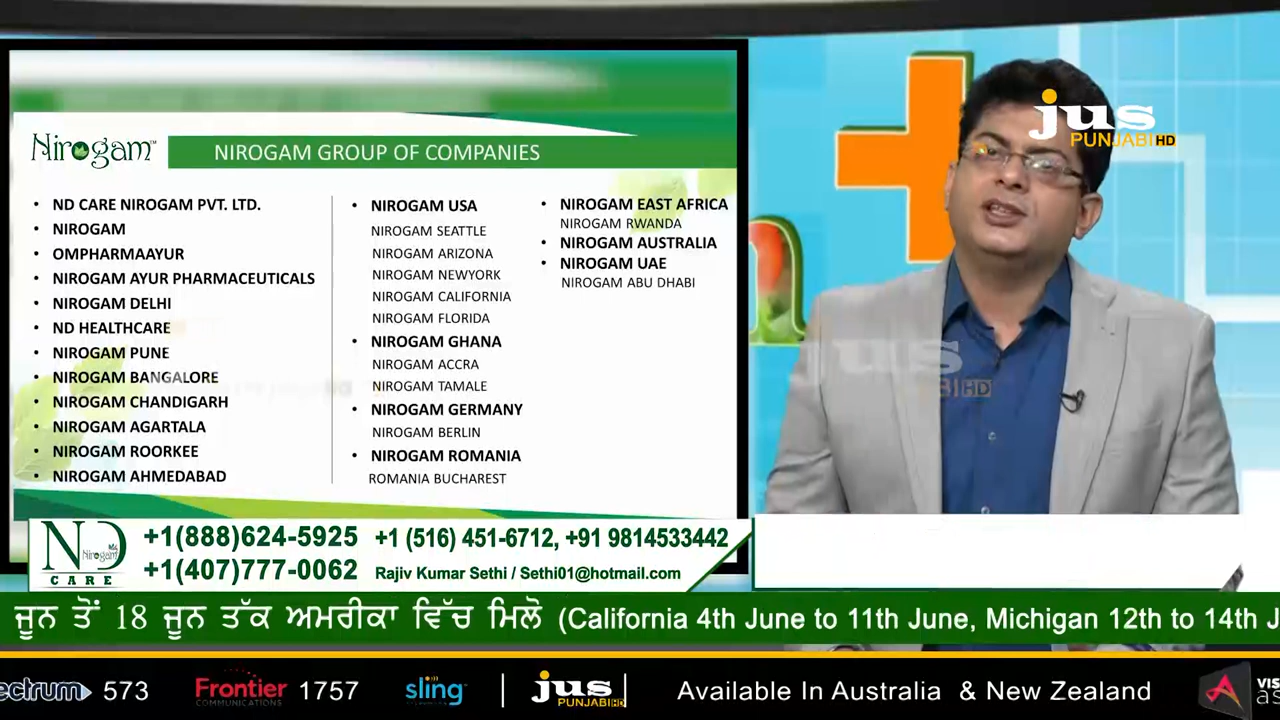 jus
PUNJABI HD
Nirogam™
NIROGAM GROUP OF COMPANIES
• ND CARE NIROGAM PVT. LTD.
• NIROGAM
• OMPHARMAAYUR
• NIROGAM AYUR PHARMACEUTICALS
• NIROGAM DELHI
• ND HEALTHCARE
• NIROGAM PUNE
• NIROGAM BANGALORE
• NIROGAM CHANDIGARH
• NIROGAM AGARTALA
• NIROGAM ROORKEE
• NIROGAM AHMEDABAD
• NIROGAM USA
NIROGAM SEATTLE
NIROGAM ARIZONA
NIROGAM NEWYORK
NIROGAM CALIFORNIA
NIROGAM FLORIDA
• NIROGAM GHANA
NIROGAM ACCRA
NIROGAM TAMALE
• NIROGAM GERMANY
NIROGAM BERLIN
• NIROGAM ROMANIA
ROMANIA BUCHAREST
• NIROGAM EAST AFRICA
NIROGAM RWANDA
• NIROGAM AUSTRALIA
• NIROGAM UAE
NIROGAM ABU DHABI
jus
HD
ND
Nirogam
CARE
+1(888)624-5925 +1 (516) 451-6712, +91 9814533442
+1(407)777-0062 Rajiv Kumar Sethi / Sethi01@hotmail.com
ਜੂਨ ਤੋਂ 18 ਜੂਨ ਤੱਕ ਅਮਰੀਕਾ ਵਿੱਚ ਮਿਲੋ (California 4th June to 11th June, Michigan 12th to 14th J
ectrum 573 Frontier COMMUNICATIONS 1757 sling jus PUNJABI HD Available In Australia & New Zealand